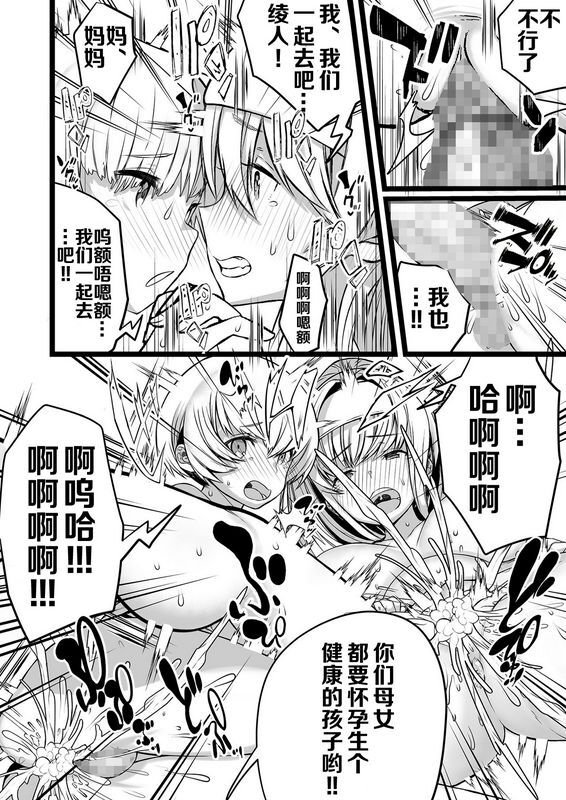 不
不行了
我、我们
一起去吧…
绫人！
妈、
妈妈
我也
…!!
啊啊啊嗯额
呜额唔嗯额
我们一起去
…吧!!
啊…
哈啊啊啊
啊呜哈!!!
啊啊啊啊!!!
你们母女
都要怀孕生个
健康的孩子哟!!